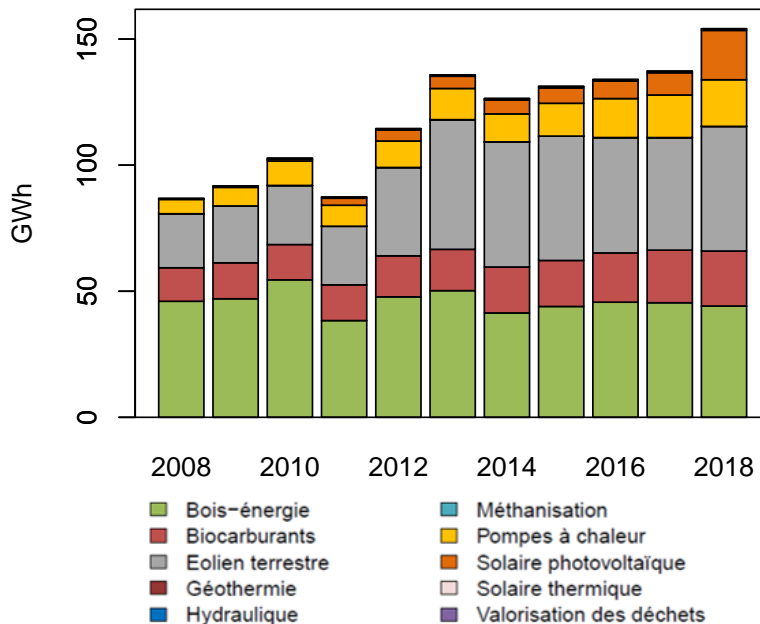 150
100
50
0
GWh
2008 2010 2012 2014 2016 2018
Bois−énergie
Biocarburants
Eolien terrestre
Géothermie
Hydraulique
Méthanisation
Pompes à chaleur
Solaire photovoltaïque
Solaire thermique
Valorisation des déchets